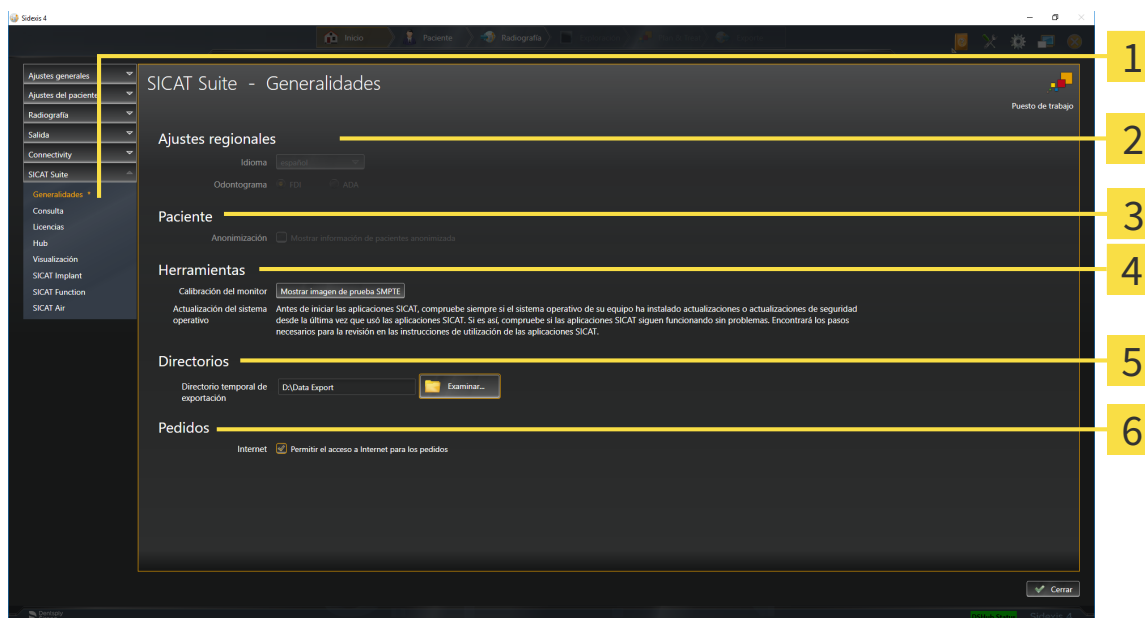 Sidexis 4
Inicio
Paciente
Radiografía
1
Ajustes generales
Ajustes del paciente
Radiografía
Salida
Connectivity
SICAT Suite
Generalidades *
Consulta
Licencias
Hub
Visualización
SICAT Implant
SICAT Function
SICAT Air
SICAT Suite - Generalidades
Puesto de trabajo
Ajustes regionales
2
Idioma español
Odontograma FDI ADA
Paciente
3
Anonimización Mostrar información de pacientes anonimizada
Herramientas
4
Calibración del monitor Mostrar imagen de prueba SMPTE
Actualización del sistema operativo
Antes de iniciar las aplicaciones SICAT, compruebe siempre si el sistema operativo de su equipo ha instalado actualizaciones o actualizaciones de seguridad
desde la última vez que usó las aplicaciones SICAT. Si es así, compruebe si las aplicaciones SICAT siguen funcionando sin problemas. Encontrará los pasos
necesarios para la revisión en las instrucciones de utilización de las aplicaciones SICAT.
Directorios
5
Directorio temporal de exportación
D:\Data Export
Examinar...
Pedidos
6
Internet Permitir el acceso a Internet para los pedidos
Cerrar
Dentsply
Sidexis 4